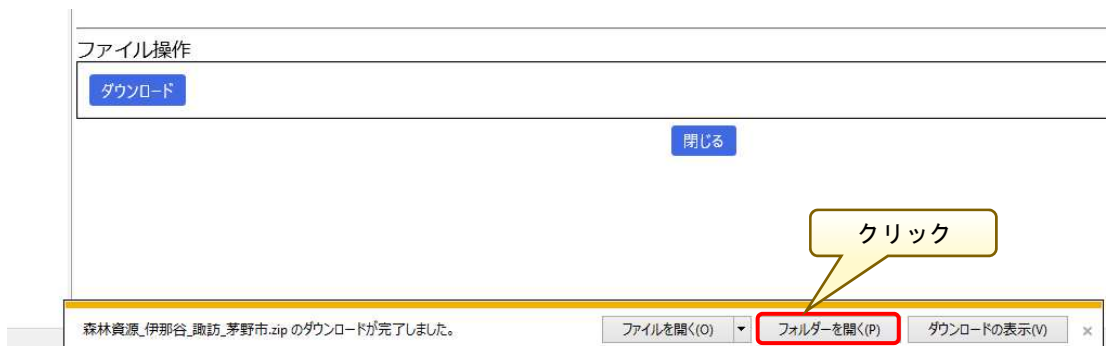 ファイル操作
ダウンロード
閉じる
クリック
森林資源_伊那谷_諏訪_茅野市.zip のダウンロードが完了しました。 ファイルを開く(O) フォルダーを開く(P) ダウンロードの表示(V) ×